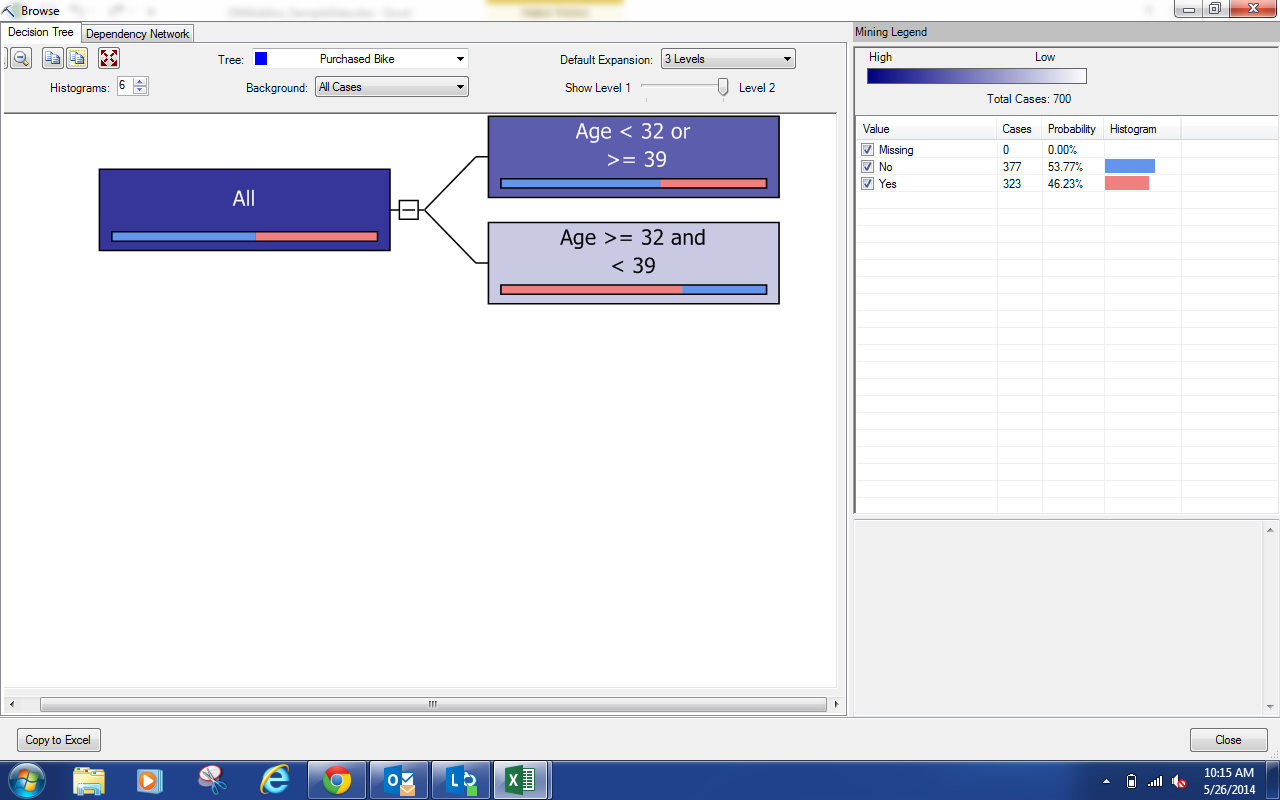 Browse
Decision Tree
Dependency Network
Tree:
Purchased Bike
Default Expansion:
3 Levels
Histograms:
6
Background:
All Cases
Show Level 1
Level 2
All
Age < 32 or
>= 39
Age >= 32 and
< 39
Mining Legend
High
Low
Total Cases: 700
Value Cases Probability Histogram
Missing 0 0.00%
No 377 53.77%
Yes 323 46.23%
Copy to Excel
Close
10:15 AM
5/26/2014